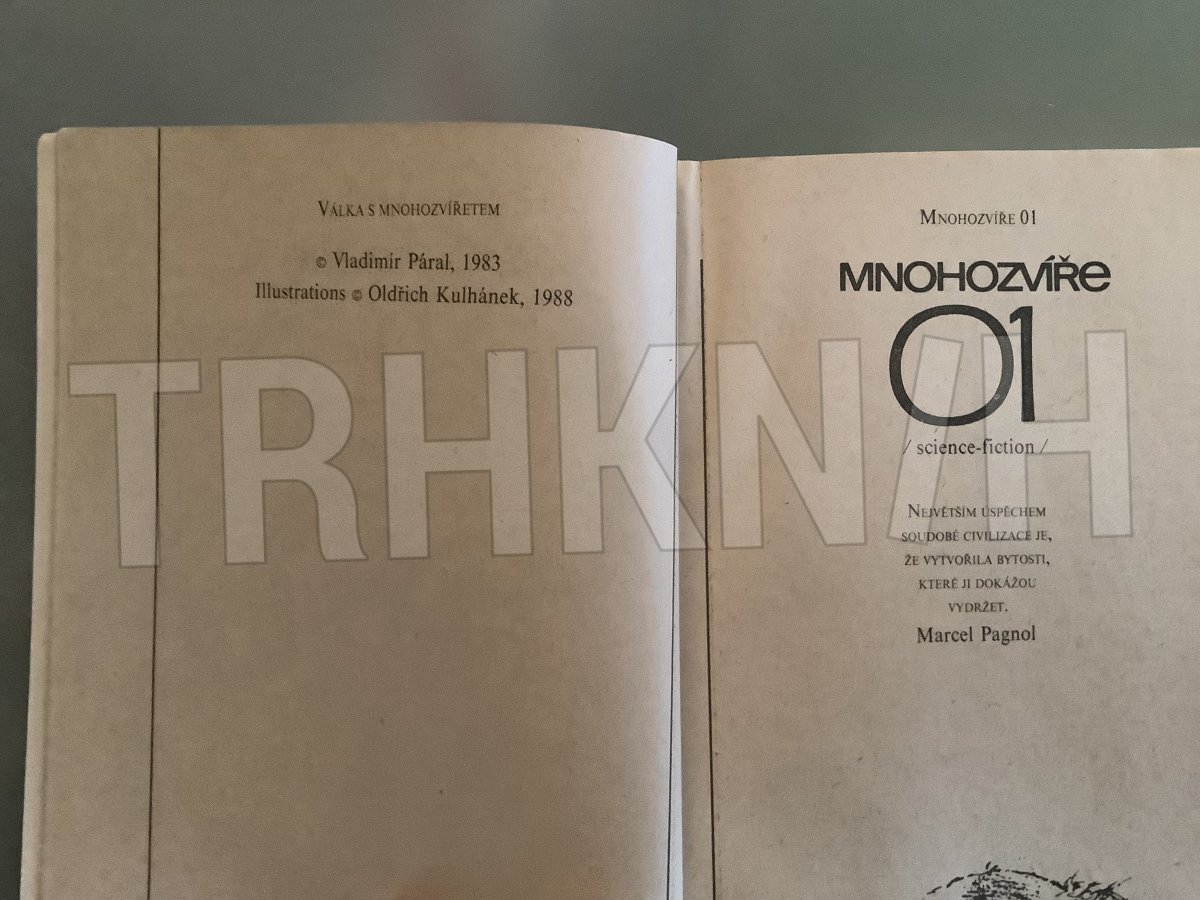 VÁLKA S MNOHOZVÍŘETEM
© Vladimír Páral, 1983
Illustrations © Oldřich Kulhánek, 1988
MNOHOZVÍŘE 01
MNOHOZVÍŘe
01
/ science-fiction /
NEJVĚTŠÍM ÚSPĚCHEM
SOUDOBÉ CIVILIZACE JE,
ŽE VYTVOŘILA BYTOSTI,
KTERÉ JI DOKÁŽOU
VYDRŽET.
Marcel Pagnol
TRHKNIH